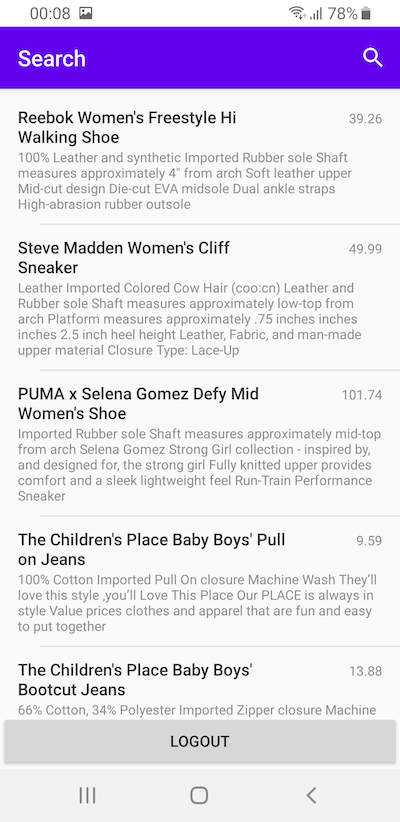 00:08 78%
Search
Reebok Women's Freestyle Hi 39.26
Walking Shoe
100% Leather and synthetic Imported Rubber sole Shaft
measures approximately 4" from arch Soft leather upper
Mid-cut design Die-cut EVA midsole Dual ankle straps
High-abrasion rubber outsole
Steve Madden Women's Cliff 49.99
Sneaker
Leather Imported Colored Cow Hair (coo:cn) Leather and
Rubber sole Shaft measures approximately low-top from
arch Platform measures approximately .75 inches inches
inches 2.5 inch heel height Leather, Fabric, and man-made
upper material Closure Type: Lace-Up
PUMA x Selena Gomez Defy Mid 101.74
Women's Shoe
Imported Rubber sole Shaft measures approximately mid-top
from arch Selena Gomez Strong Girl collection - inspired by,
and designed for, the strong girl Fully knitted upper provides
comfort and a sleek lightweight feel Run-Train Performance
Sneaker
The Children's Place Baby Boys' Pull 9.59
on Jeans
100% Cotton Imported Pull On closure Machine Wash They’ll
love this style ,you’ll Love This Place Our PLACE is always in
style Value prices clothes and apparel that are fun and easy
to put together
The Children's Place Baby Boys' 13.88
Bootcut Jeans
66% Cotton, 34% Polyester Imported Zipper closure Machine
LOGOUT